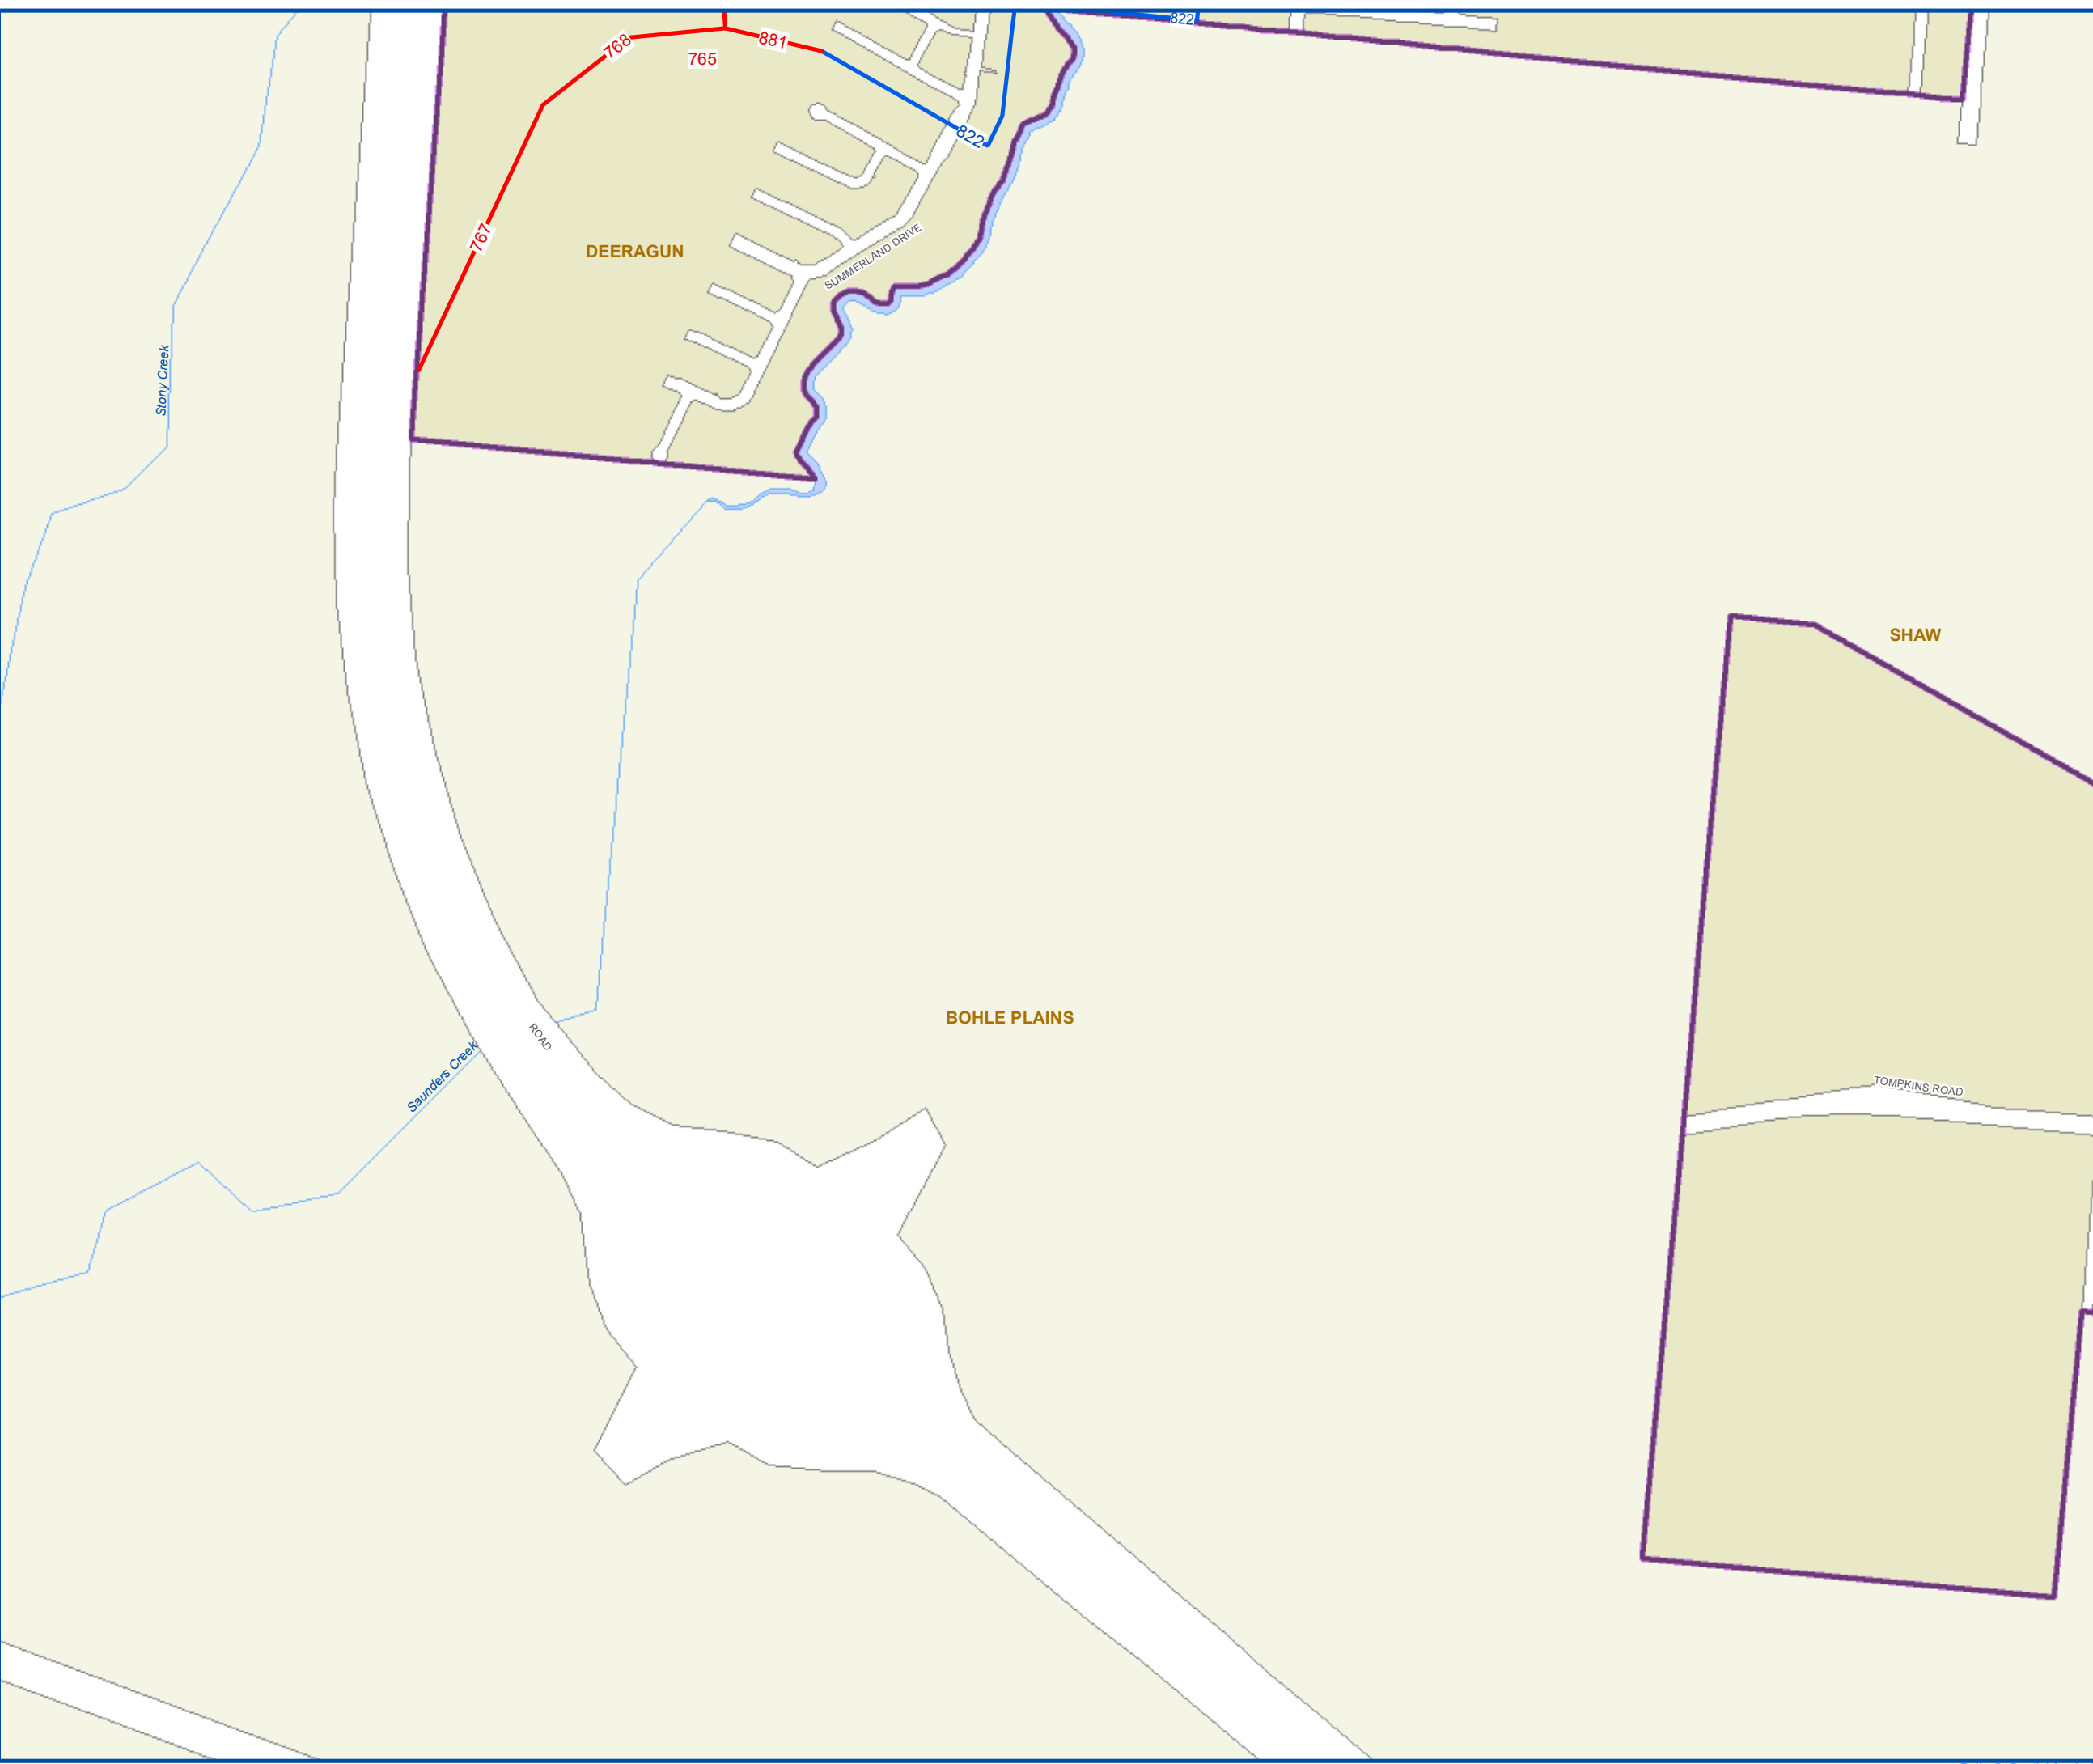 822
768
881
765
822
767
DEERAGUN
SUMMERLAND DRIVE
Stony Creek
SHAW
BOHLE PLAINS
ROAD
Saunders Creek
TOMPKINS ROAD